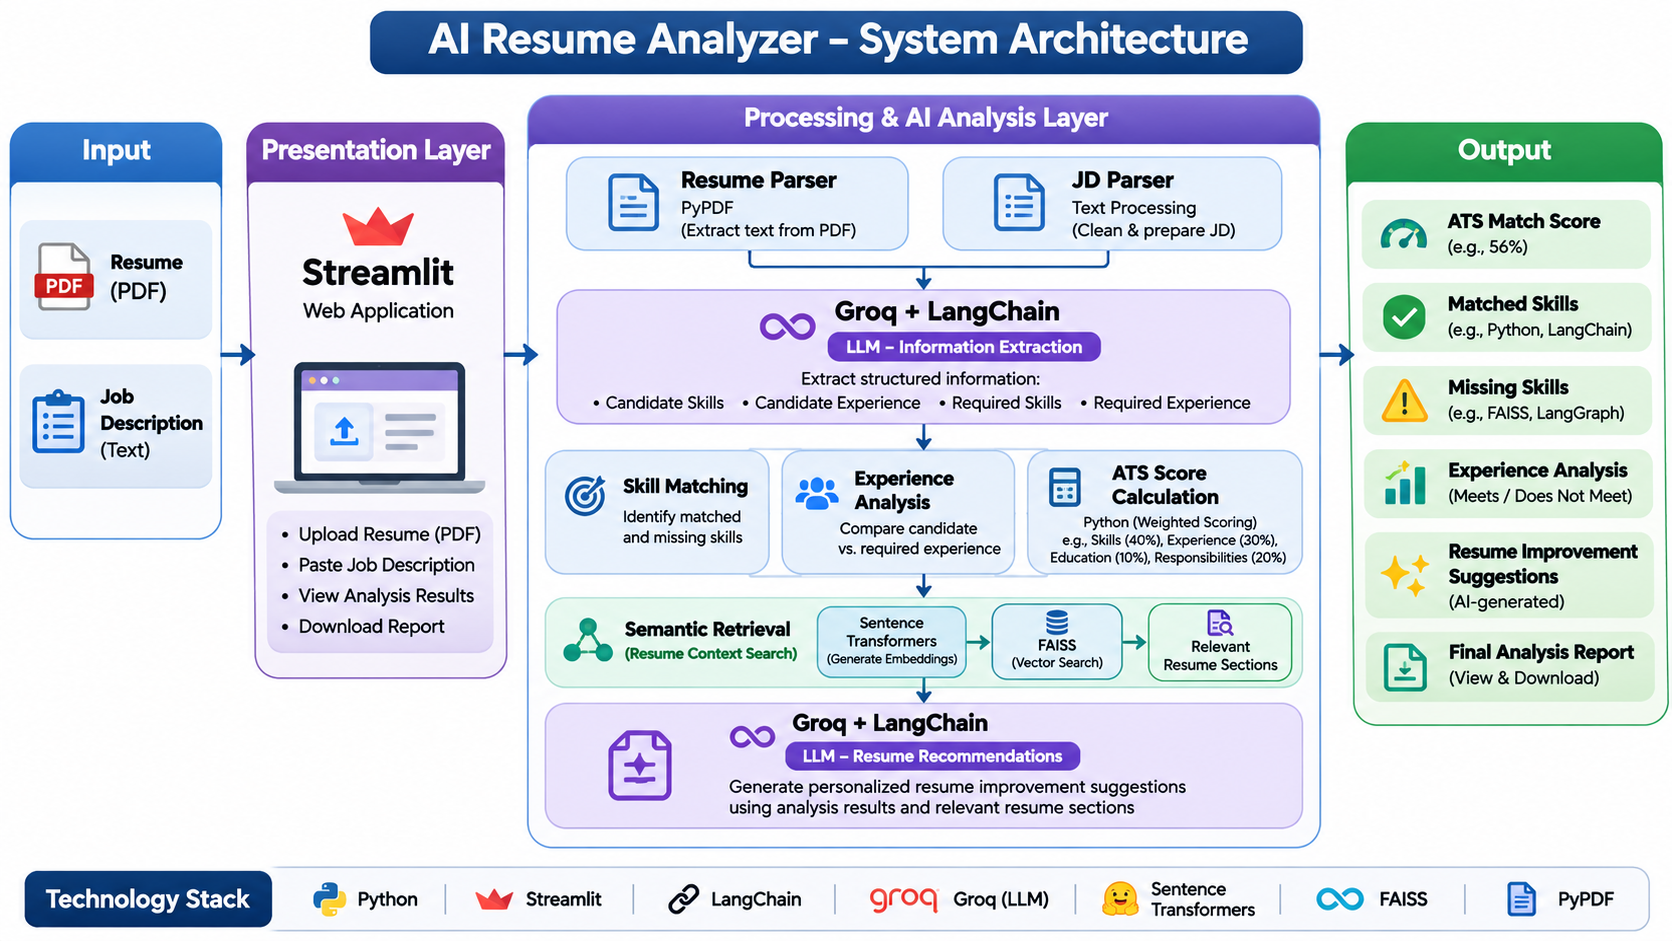 AI Resume Analyzer – System Architecture
Input
PDF
Resume
(PDF)
Job
Description
(Text)
Presentation Layer
Streamlit
Web Application
• Upload Resume (PDF)
• Paste Job Description
• View Analysis Results
• Download Report
Processing & AI Analysis Layer
Resume Parser
PyPDF
(Extract text from PDF)
JD Parser
Text Processing
(Clean & prepare JD)
Groq + LangChain
LLM – Information Extraction
Extract structured information:
• Candidate Skills • Candidate Experience • Required Skills • Required Experience
Skill Matching
Identify matched
and missing skills
Experience
Analysis
Compare candidate
vs. required experience
ATS Score
Calculation
Python (Weighted Scoring)
e.g., Skills (40%), Experience (30%),
Education (10%), Responsibilities (20%)
Semantic Retrieval
(Resume Context Search)
Sentence
Transformers
(Generate Embeddings)
FAISS
(Vector Search)
Relevant
Resume Sections
Groq + LangChain
LLM – Resume Recommendations
Generate personalized resume improvement suggestions
using analysis results and relevant resume sections
Output
ATS Match Score
(e.g., 56%)
Matched Skills
(e.g., Python, LangChain)
Missing Skills
(e.g., FAISS, LangGraph)
Experience Analysis
(Meets / Does Not Meet)
Resume Improvement
Suggestions
(AI-generated)
Final Analysis Report
(View & Download)
Technology Stack
Python
Streamlit
LangChain
groq
Groq (LLM)
Sentence
Transformers
FAISS
PyPDF